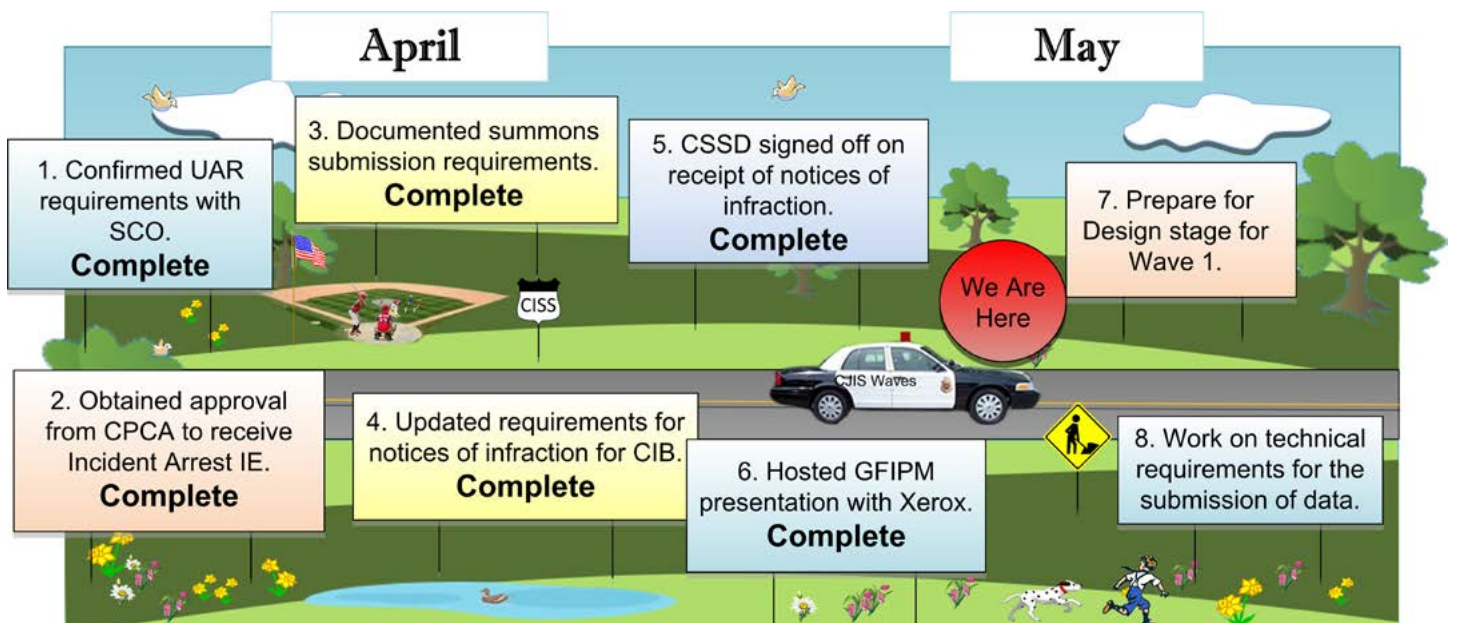 April
May
1. Confirmed UAR
requirements with
SCO.
Complete
3. Documented summons
submission requirements.
Complete
5. CSSD signed off on
receipt of notices of
infraction.
Complete
7. Prepare for
Design stage for
Wave 1.
We Are
Here
CISS
CJIS Waves
2. Obtained approval
from CPCA to receive
Incident Arrest IE.
Complete
4. Updated requirements for
notices of infraction for CIB.
Complete
6. Hosted GFIPM
presentation with Xerox.
Complete
8. Work on technical
requirements for the
submission of data.